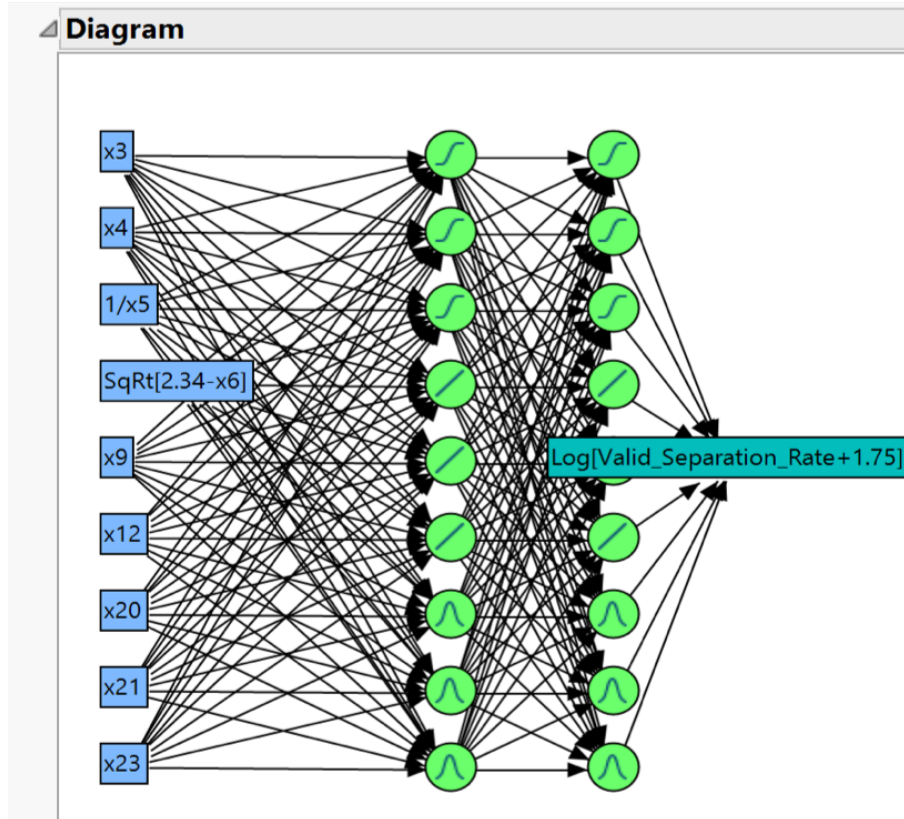 Diagram
x3
x4
1/x5
SqRt[2.34-x6]
x9
Log[Valid_Separation_Rate+1.75]
x12
x20
x21
x23